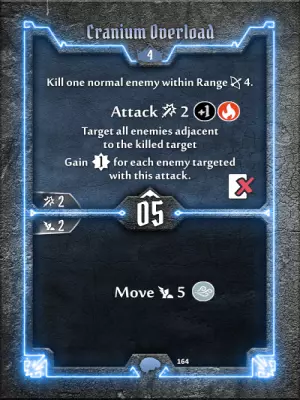 Cranium Overload
4
Kill one normal enemy within Range 4.
Attack 2 +1
Target all enemies adjacent
to the killed target
Gain 1 for each enemy targeted
with this attack.
2
05
2
Move 5
164